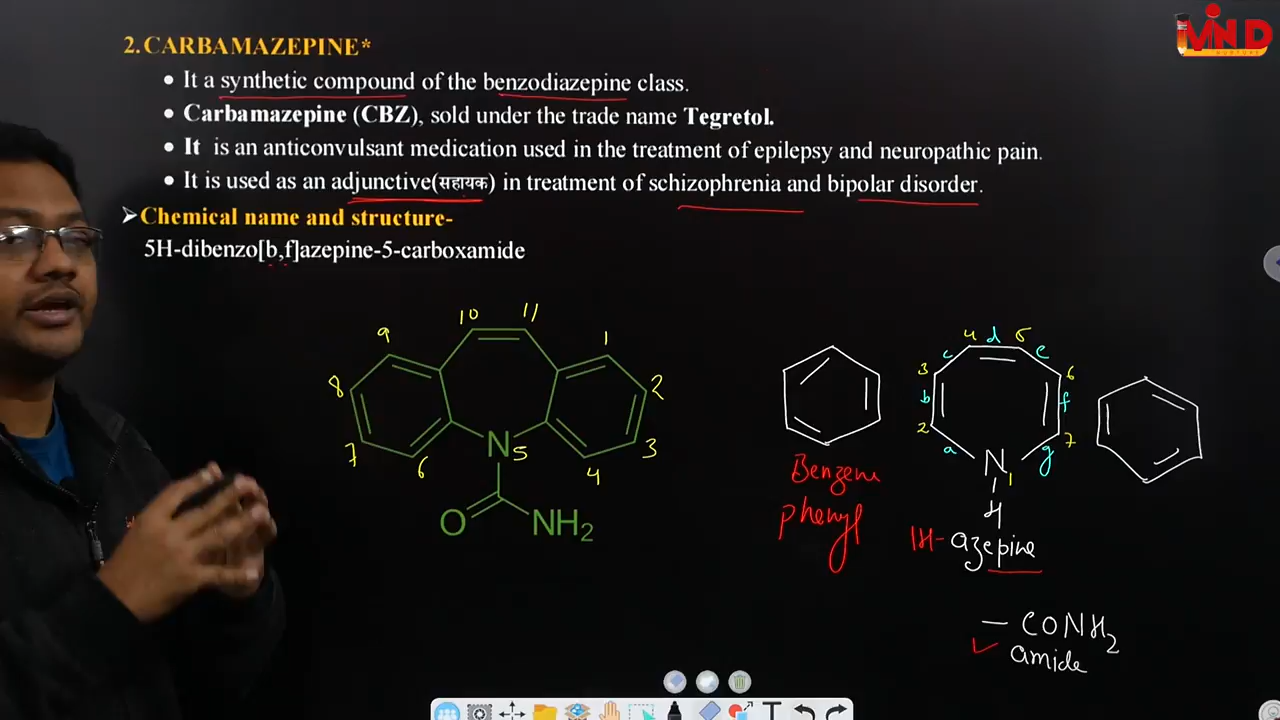 2.CARBAMAZEPINE*
• It a synthetic compound of the benzodiazepine class.
• Carbamazepine (CBZ), sold under the trade name Tegretol.
• It is an anticonvulsant medication used in the treatment of epilepsy and neuropathic pain.
• It is used as an adjunctive(सहायक) in treatment of schizophrenia and bipolar disorder.
➢Chemical name and structure-
5H-dibenzo[b,f]azepine-5-carboxamide
10 11
9 1
8 2
7 3
6 4
N 5
O NH2
4 d 5
c e
3 6
b f
2 7
a g
N 1
H
Benzene
phenyl
1H- azepine
- CONH2
amide
MIND
T